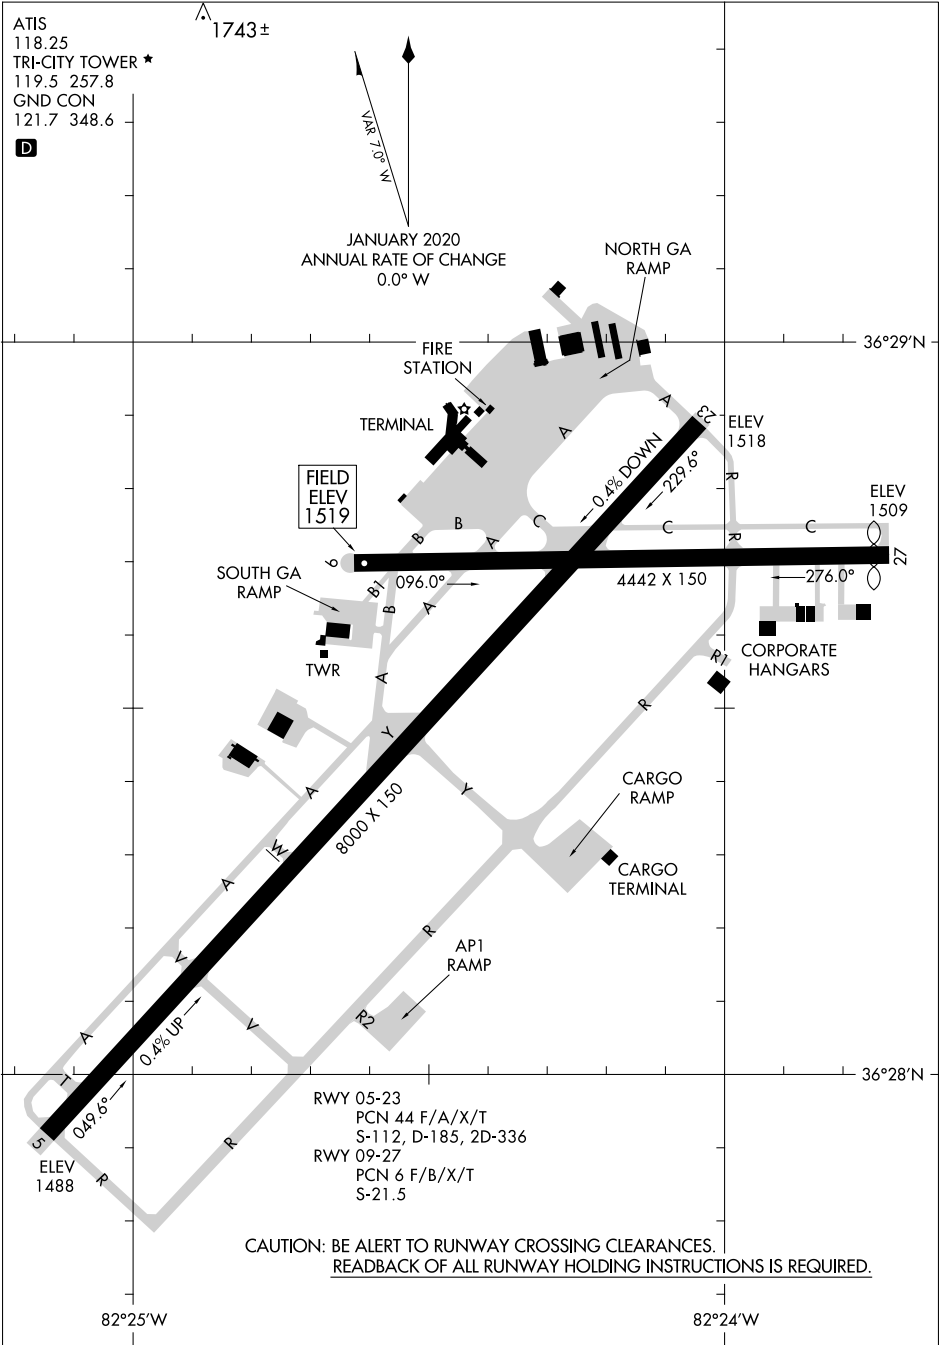 ATIS
118.25
TRI-CITY TOWER ★
119.5 257.8
GND CON
121.7 348.6
D
1743±
VAR 7.0° W
JANUARY 2020
ANNUAL RATE OF CHANGE
0.0° W
NORTH GA
RAMP
36°29'N
FIRE
STATION
TERMINAL
A
23
ELEV
1518
A
0.4% DOWN
229.6°
R
FIELD
ELEV
1519
ELEV
1509
B
B
A
C
C
C
R
9
27
SOUTH GA
RAMP
B1
B
A
096.0°
4442 X 150
276.0°
TWR
CORPORATE
HANGARS
R1
A
R
Y
Y
8000 X 150
CARGO
RAMP
A
W
A
CARGO
TERMINAL
R
AP1
RAMP
V
V
R2
A
0.4% UP
T
049.6°
36°28'N
5
R
R
ELEV
1488
RWY 05-23
PCN 44 F/A/X/T
S-112, D-185, 2D-336
RWY 09-27
PCN 6 F/B/X/T
S-21.5
CAUTION: BE ALERT TO RUNWAY CROSSING CLEARANCES.
READBACK OF ALL RUNWAY HOLDING INSTRUCTIONS IS REQUIRED.
82°25'W
82°24'W